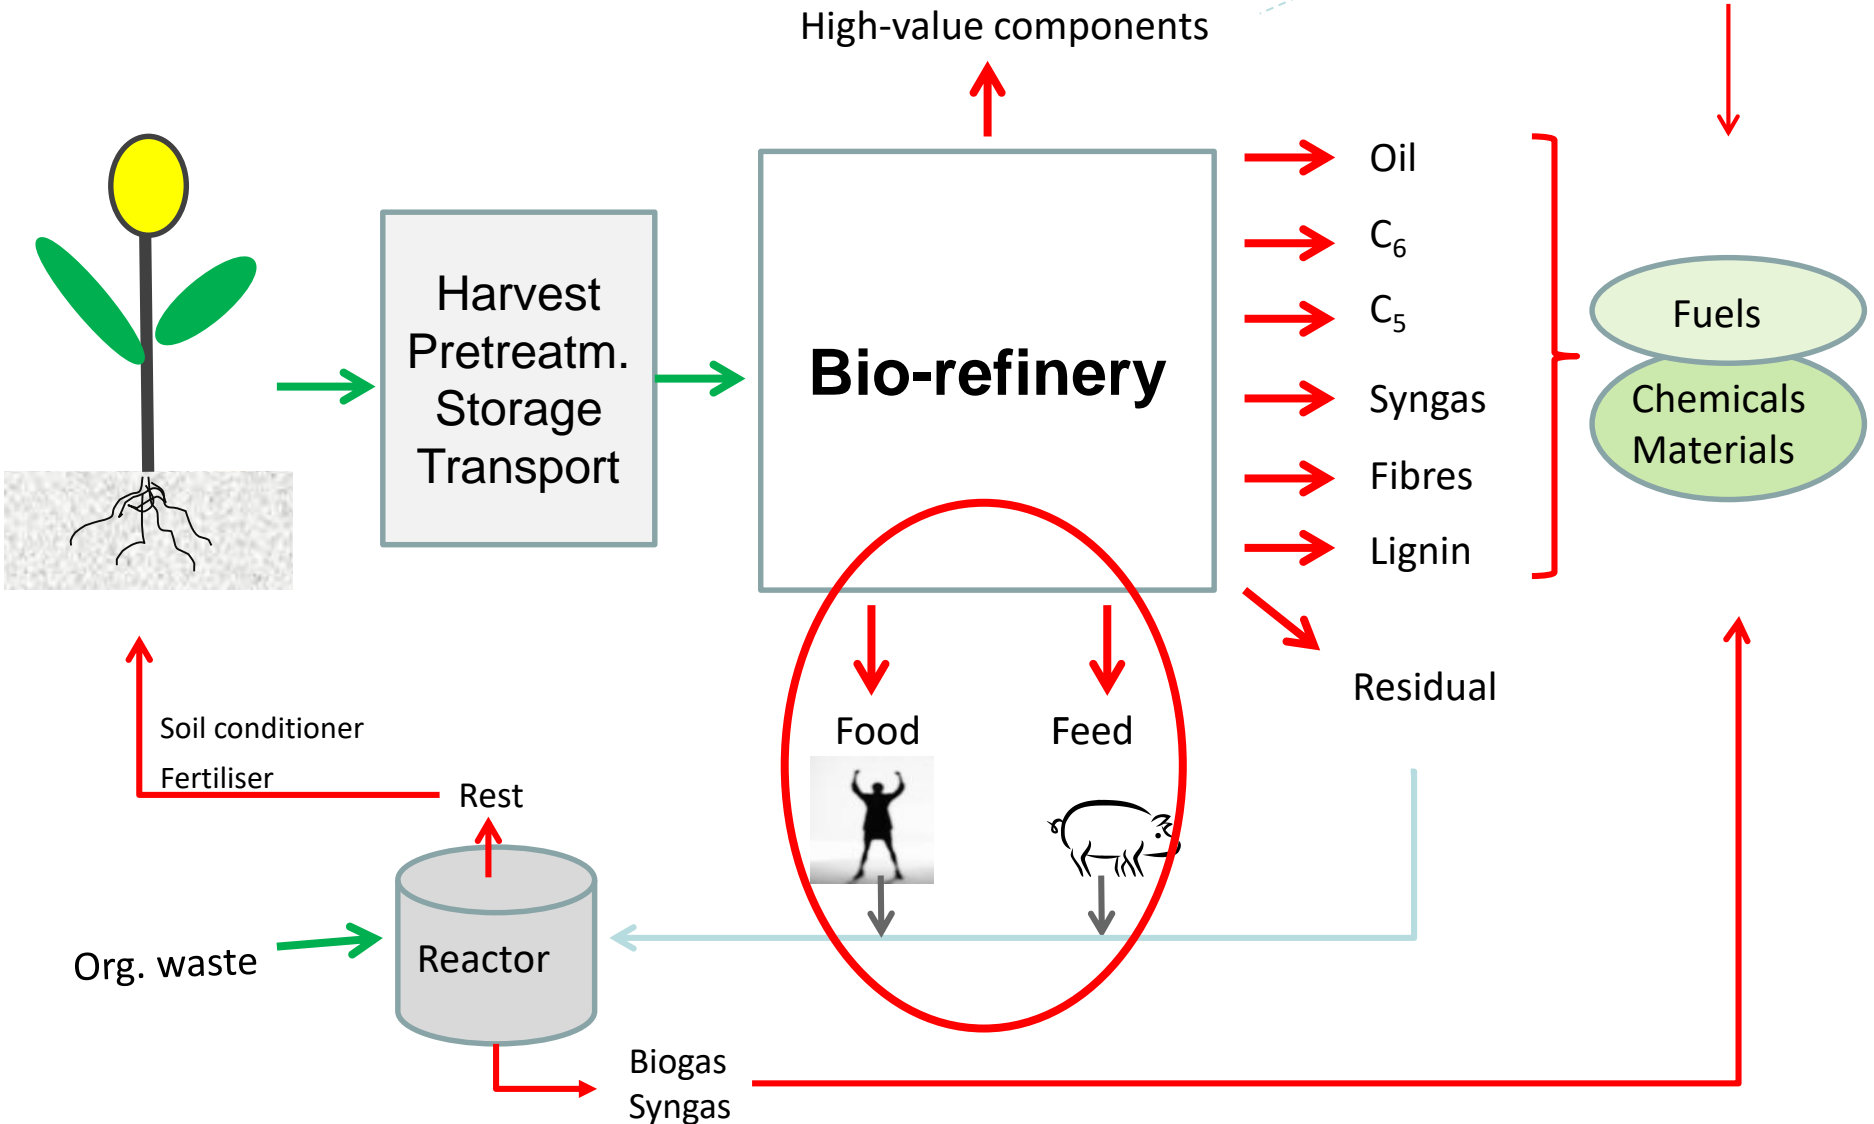 High-value components
Oil
C₆
C₅
Syngas
Fibres
Lignin
Harvest
Pretreatm.
Storage
Transport
Bio-refinery
Fuels
Chemicals
Materials
Residual
Food
Feed
Soil conditioner
Fertiliser
Rest
Reactor
Org. waste
Biogas
Syngas